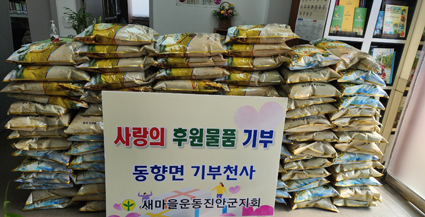 사랑의 후원물품 기부
동향면 기부천사
새마을운동진안군지회